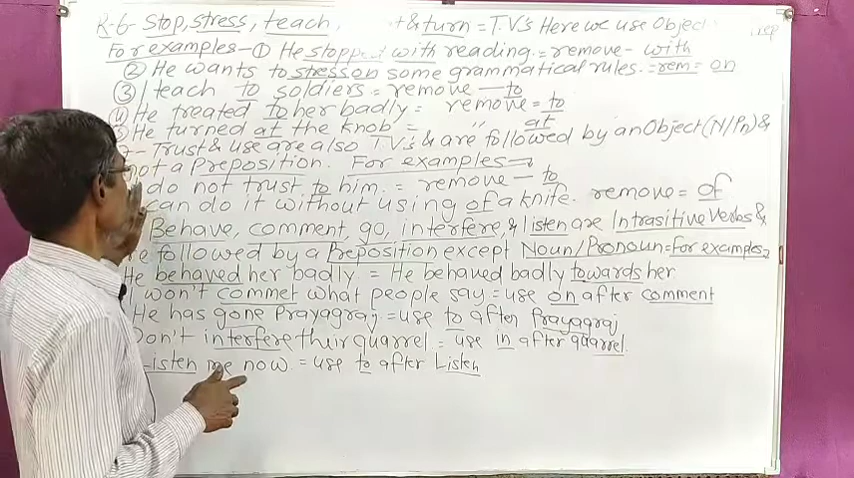 R-6- Stop, stress, teach, t & turn = T.V's Here we use Object
For examples - ① He stopped with reading. = remove - with
② He wants to stress on some grammatical rules. = rem = on
③ I teach to soldiers = remove — to
④ He treated to her badly = remove = to
He turned at the knob = " at
- Trust & use are also T.V's & are followed by an Object (N/Pn) &
not a Preposition. For examples →
do not trust to him. = remove - to
can do it without using of a knife. remove = of
Behave, comment, go, interfere, & listen are Intrasitive Verbs &
e followed by a Preposition except Noun/Pronoun = For examples,
He behaved her badly = He behaved badly towards her
I won't commet what people say = use on after comment
He has gone Prayagraj = use to after Prayagraj
Don't interfere their quarrel = use in after quarrel.
Listen me now = use to after Listen